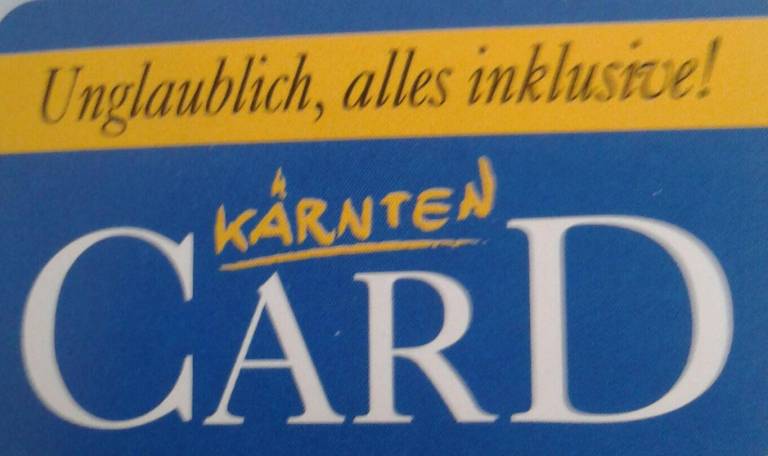 Unglaublich, alles inklusive!
KÄRNTEN
CARD